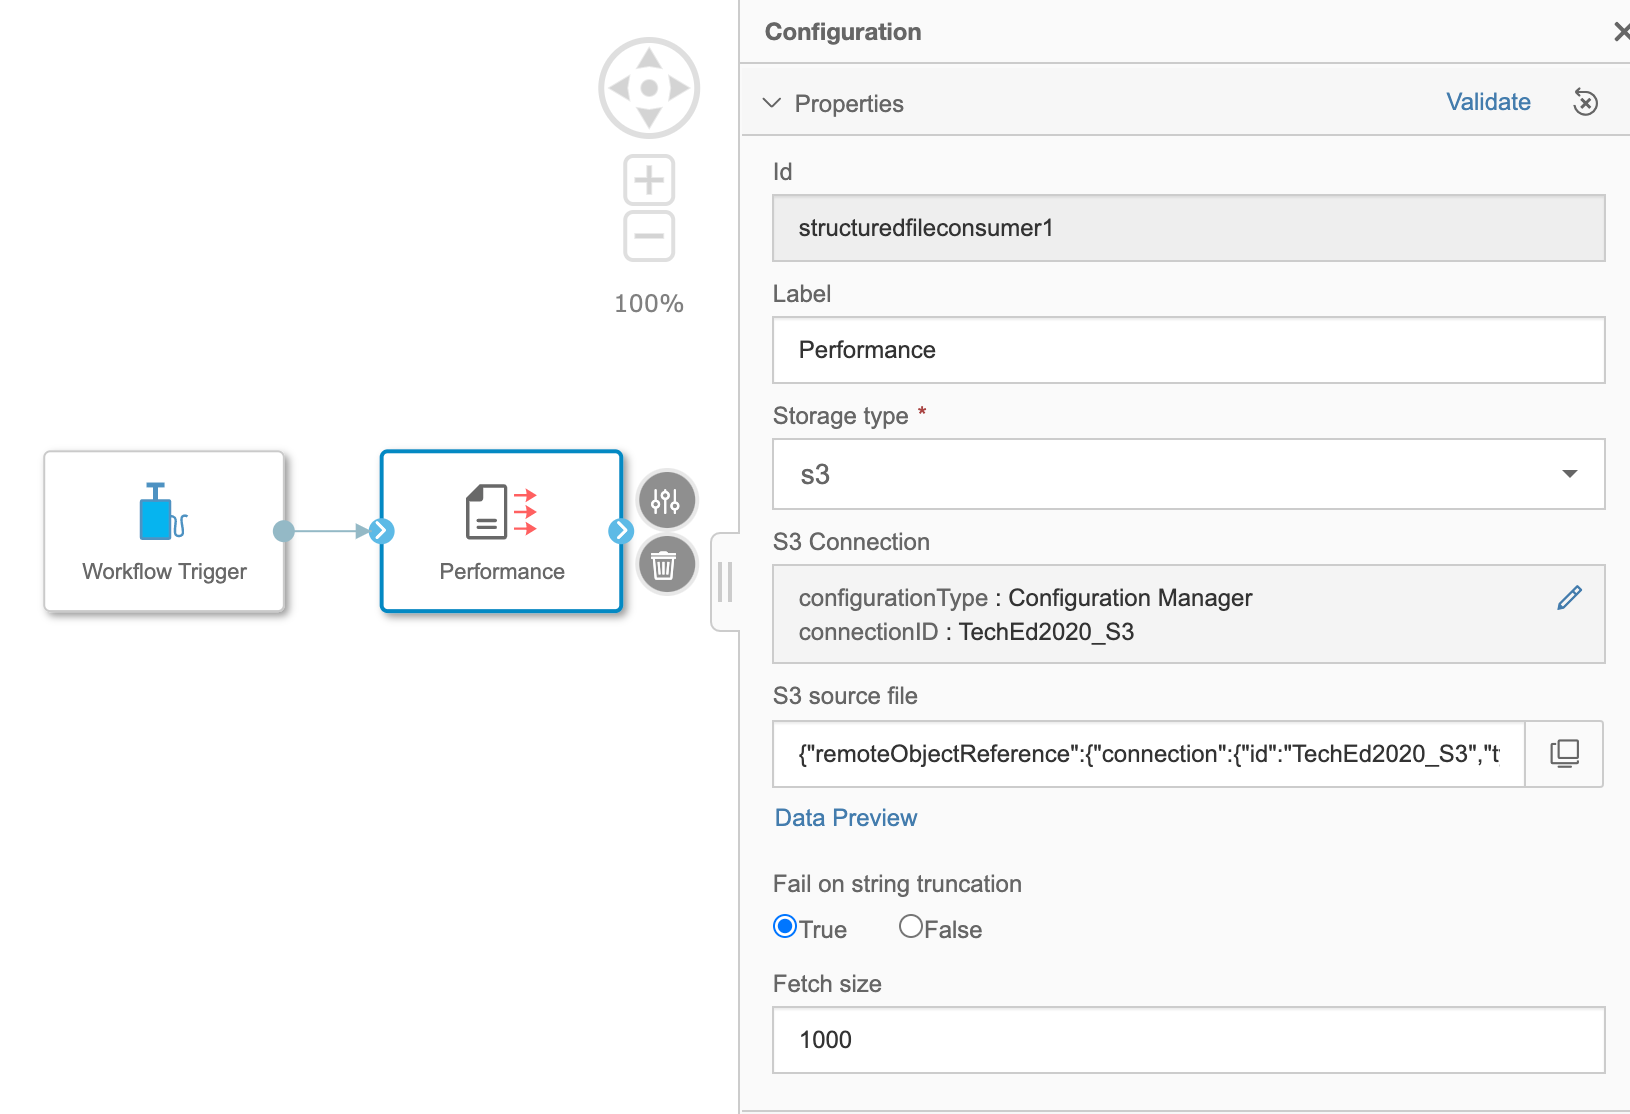 100%
Workflow Trigger
Performance
Configuration
Properties
Validate
Id
structuredfileconsumer1
Label
Performance
Storage type *
s3
S3 Connection
configurationType : Configuration Manager
connectionID : TechEd2020_S3
S3 source file
{"remoteObjectReference":{"connection":{"id":"TechEd2020_S3","t
Data Preview
Fail on string truncation
True False
Fetch size
1000